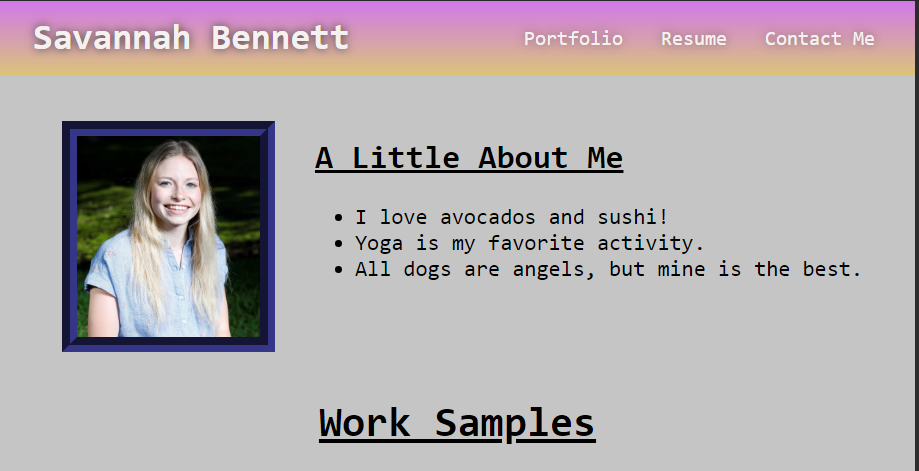 Savannah Bennett
Portfolio Resume Contact Me
A Little About Me
I love avocados and sushi!
Yoga is my favorite activity.
All dogs are angels, but mine is the best.
Work Samples